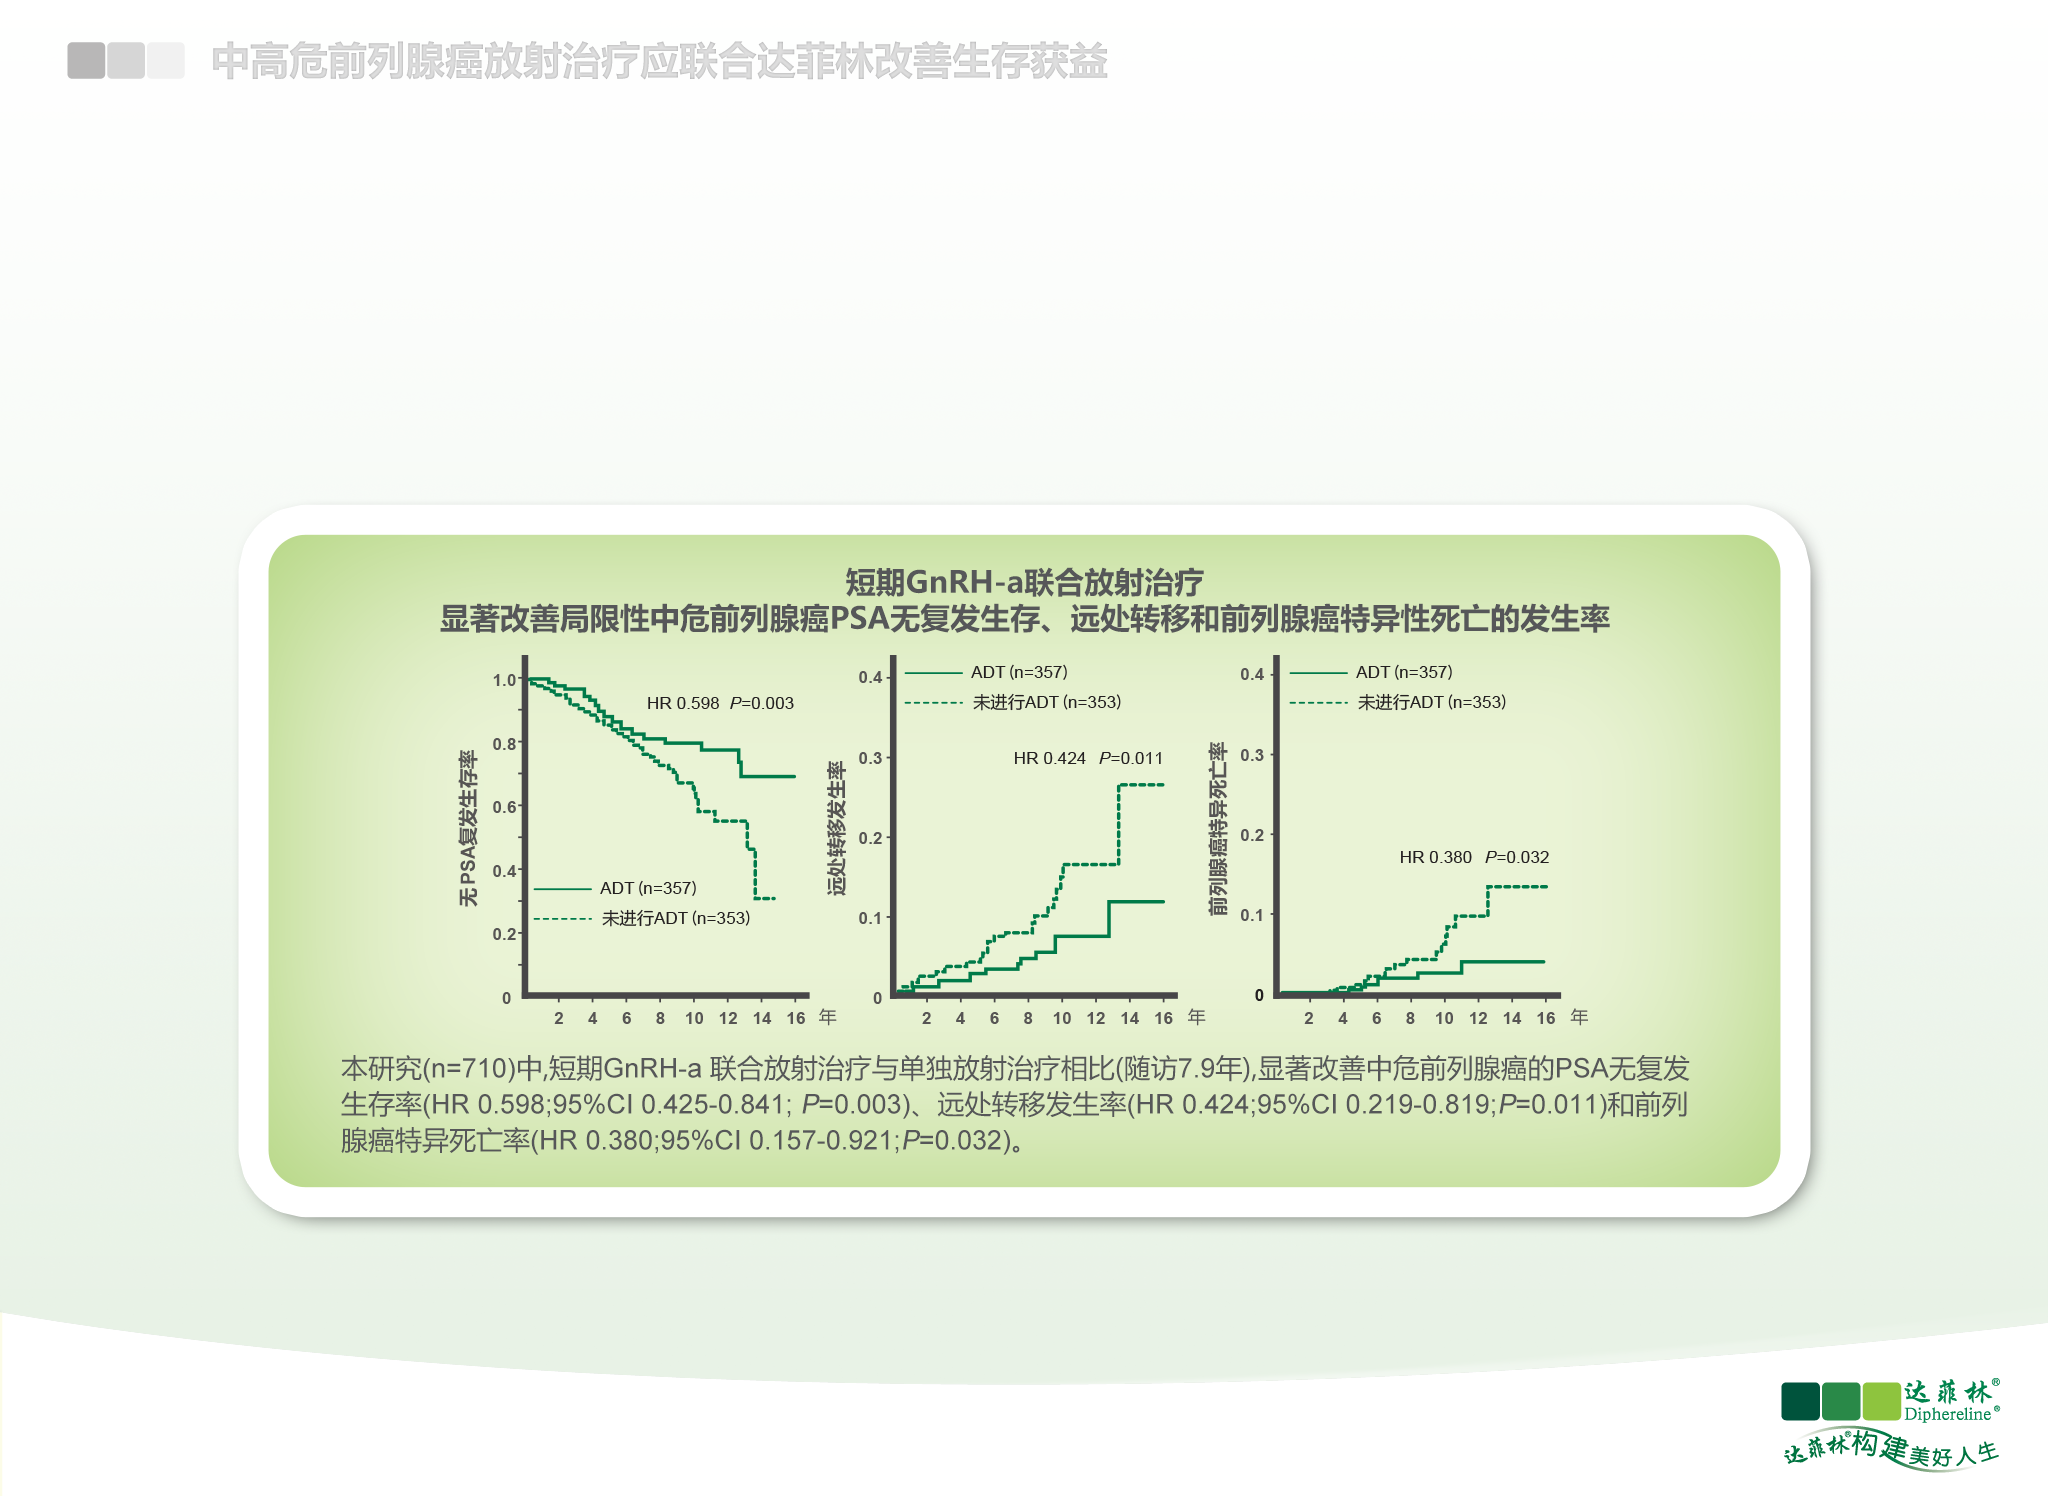 中高危前列腺癌放射治疗应联合达菲林改善生存获益
短期GnRH-a联合放射治疗
显著改善局限性中危前列腺癌PSA无复发生存、远处转移和前列腺癌特异性死亡的发生率
无PSA复发生存率
1.0
0.8
0.6
0.4
0.2
0
HR 0.598 P=0.003
ADT (n=357)
未进行ADT (n=353)
2 4 6 8 10 12 14 16 年
远处转移发生率
0.4
0.3
0.2
0.1
0
ADT (n=357)
未进行ADT (n=353)
HR 0.424 P=0.011
2 4 6 8 10 12 14 16 年
前列腺癌特异死亡率
0.4
0.3
0.2
0.1
0
ADT (n=357)
未进行ADT (n=353)
HR 0.380 P=0.032
2 4 6 8 10 12 14 16 年
本研究(n=710)中,短期GnRH-a 联合放射治疗与单独放射治疗相比(随访7.9年),显著改善中危前列腺癌的PSA无复发
生存率(HR 0.598;95%CI 0.425-0.841; P=0.003)、远处转移发生率(HR 0.424;95%CI 0.219-0.819;P=0.011)和前列
腺癌特异死亡率(HR 0.380;95%CI 0.157-0.921;P=0.032)。
达菲林®
Diphereline®
达菲林®构建美好人生